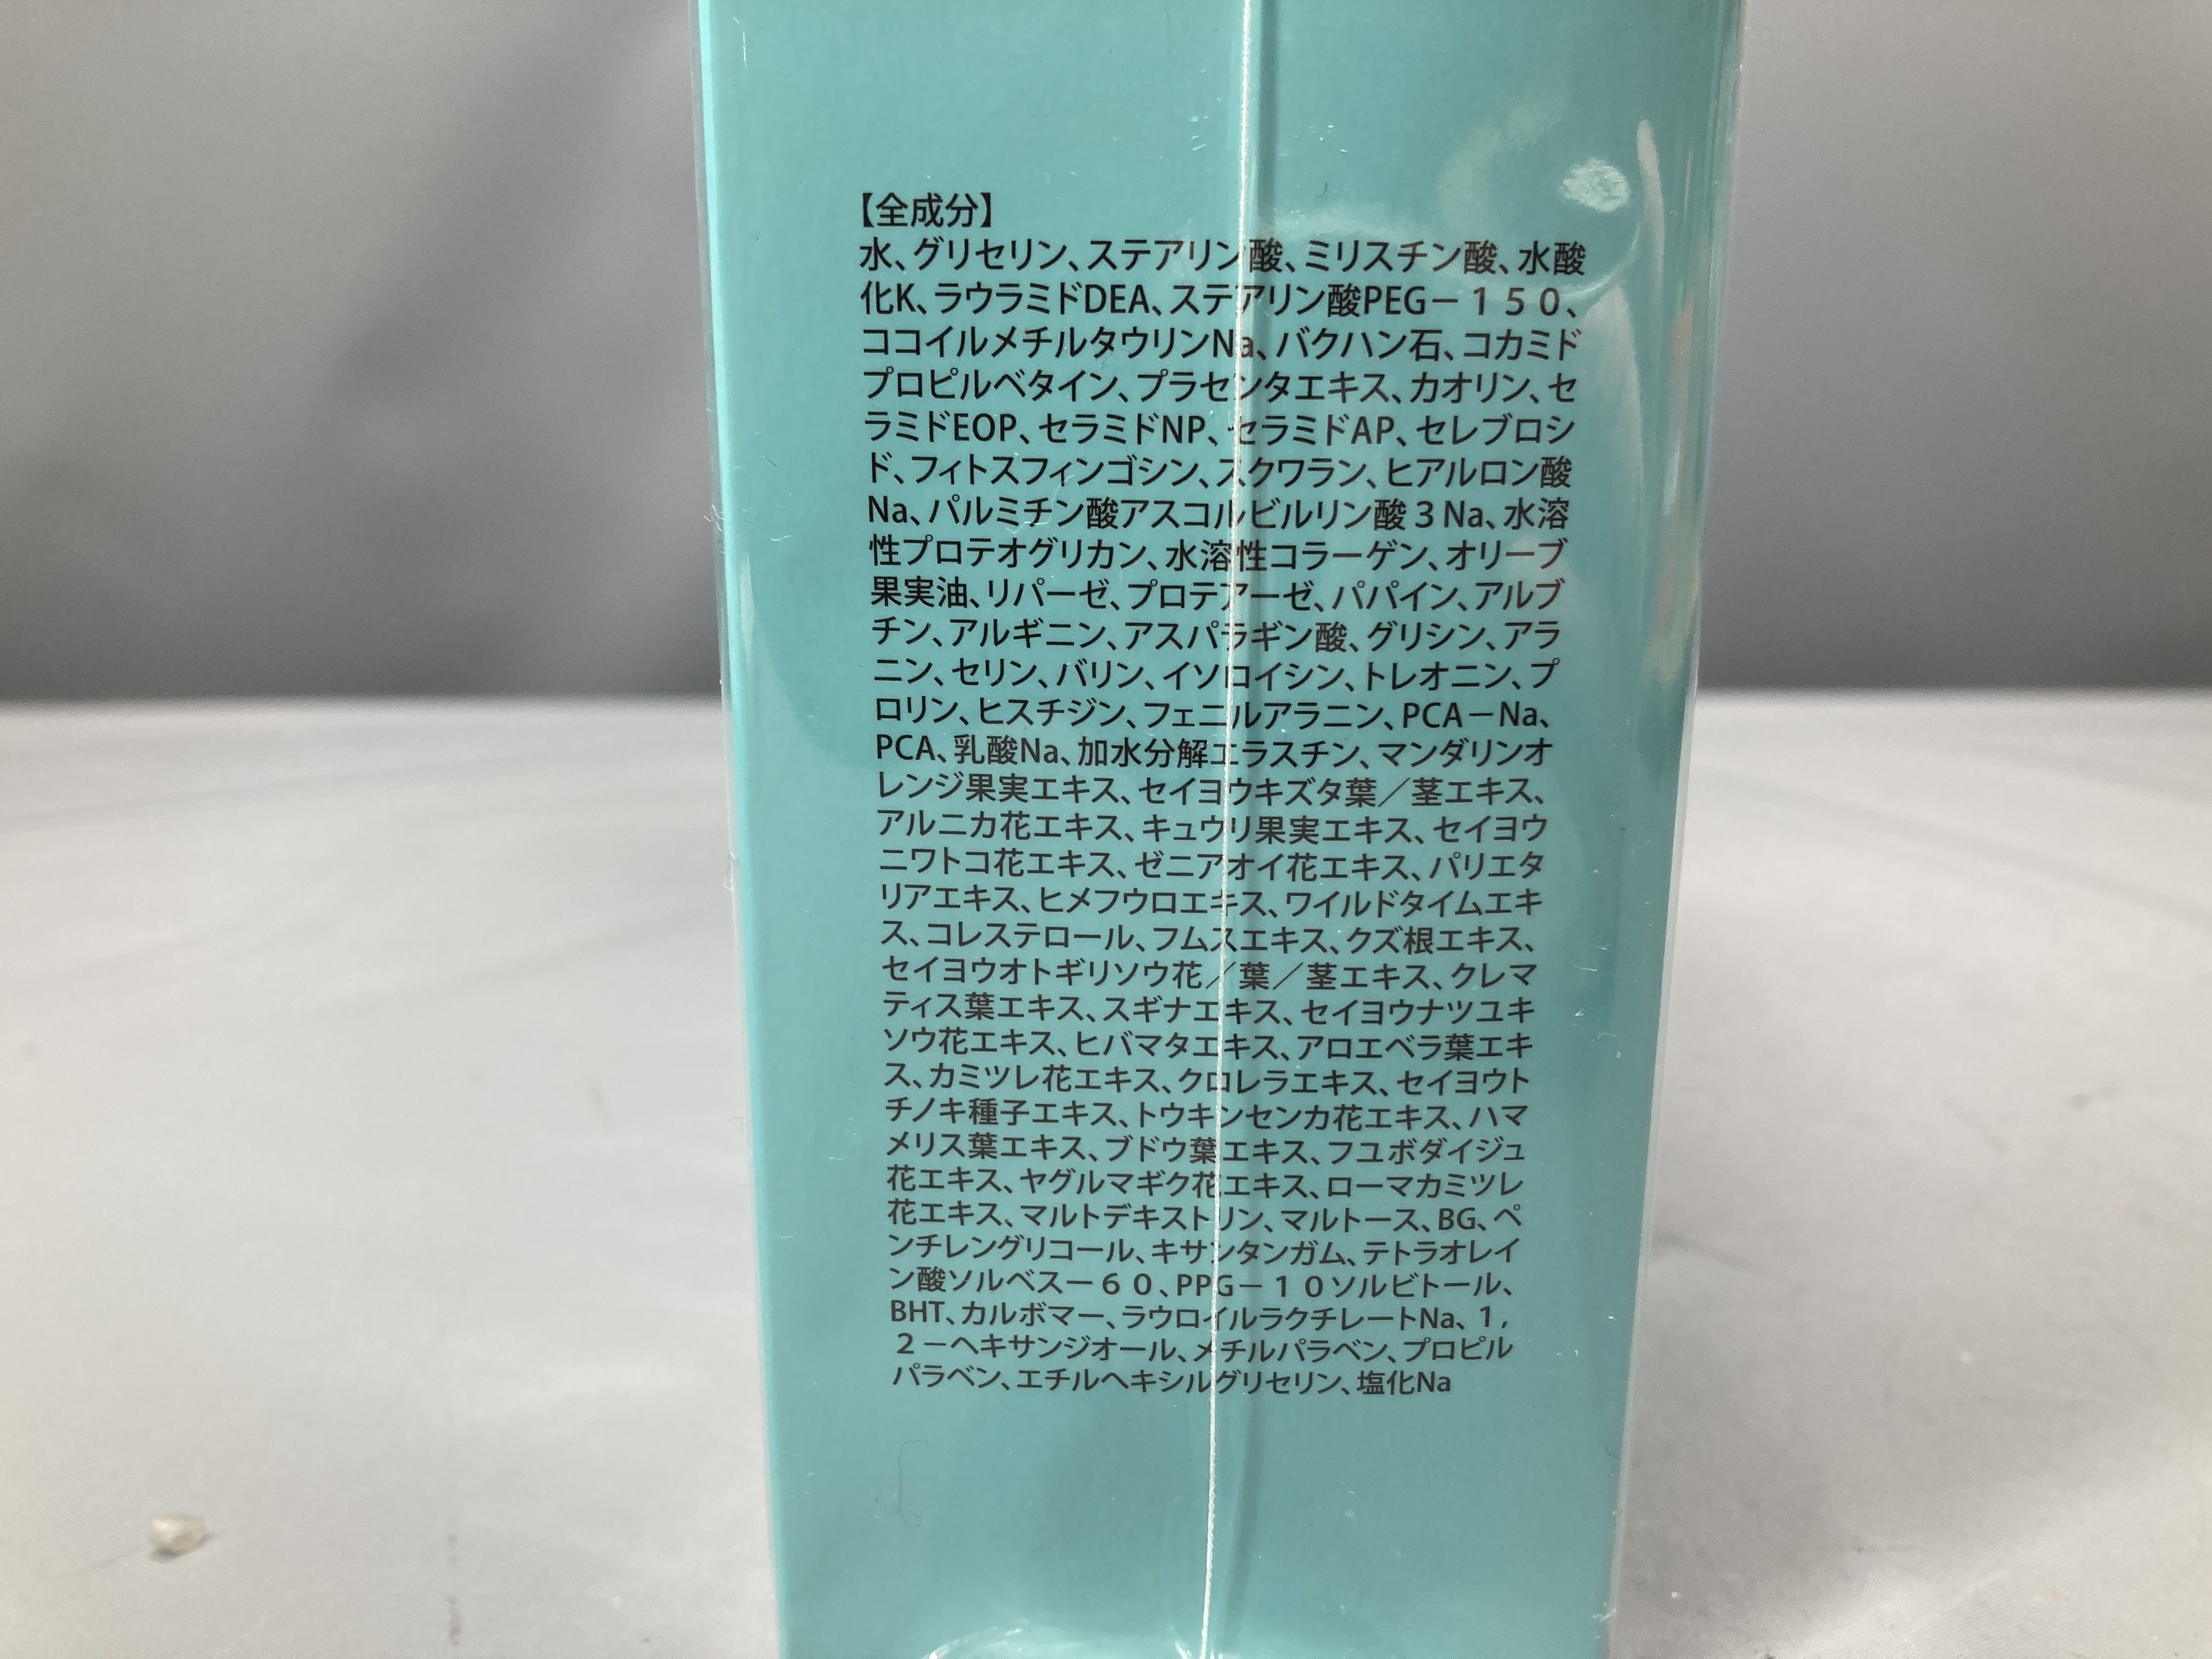 【全成分】
水、グリセリン、ステアリン酸、ミリスチン酸、水酸
化K、ラウラミドDEA、ステアリン酸PEG－１５０、
ココイルメチルタウリンNa、バクハン石、コカミド
プロピルベタイン、プラセンタエキス、カオリン、セ
ラミドEOP、セラミドNP、セラミドAP、セレブロシ
ド、フィトスフィンゴシン、スクワラン、ヒアルロン酸
Na、パルミチン酸アスコルビルリン酸３Na、水溶
性プロテオグリカン、水溶性コラーゲン、オリーブ
果実油、リパーゼ、プロテアーゼ、パパイン、アルブ
チン、アルギニン、アスパラギン酸、グリシン、アラ
ニン、セリン、バリン、イソロイシン、トレオニン、プ
ロリン、ヒスチジン、フェニルアラニン、PCA－Na、
PCA、乳酸Na、加水分解エラスチン、マンダリンオ
レンジ果実エキス、セイヨウキズタ葉／茎エキス、
アルニカ花エキス、キュウリ果実エキス、セイヨウ
ニワトコ花エキス、ゼニアオイ花エキス、パリエタ
リアエキス、ヒメフウロエキス、ワイルドタイムエキ
ス、コレステロール、フムスエキス、クズ根エキス、
セイヨウオトギリソウ花／葉／茎エキス、クレマ
ティス葉エキス、スギナエキス、セイヨウナツユキ
ソウ花エキス、ヒバマタエキス、アロエベラ葉エキ
ス、カミツレ花エキス、クロレラエキス、セイヨウト
チノキ種子エキス、トウキンセンカ花エキス、ハマ
メリス葉エキス、ブドウ葉エキス、フユボダイジュ
花エキス、ヤグルマギク花エキス、ローマカミツレ
花エキス、マルトデキストリン、マルトース、BG、ペ
ンチレングリコール、キサンタンガム、テトラオレイ
ン酸ソルベス－６０、PPG－１０ソルビトール、
BHT、カルボマー、ラウロイルラクチレートNa、１，
２－ヘキサンジオール、メチルパラベン、プロピル
パラベン、エチルヘキシルグリセリン、塩化Na